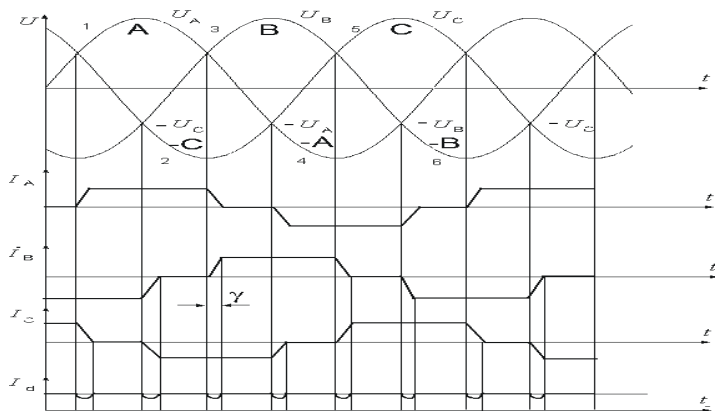 U 1 A U_A 3 B U_B 5 C U_C
t
-U_C -U_A -U_B -U_C
-C -A -B
2 4 6
I_A
t
I_B
t
γ
I_C
t
I_d
t